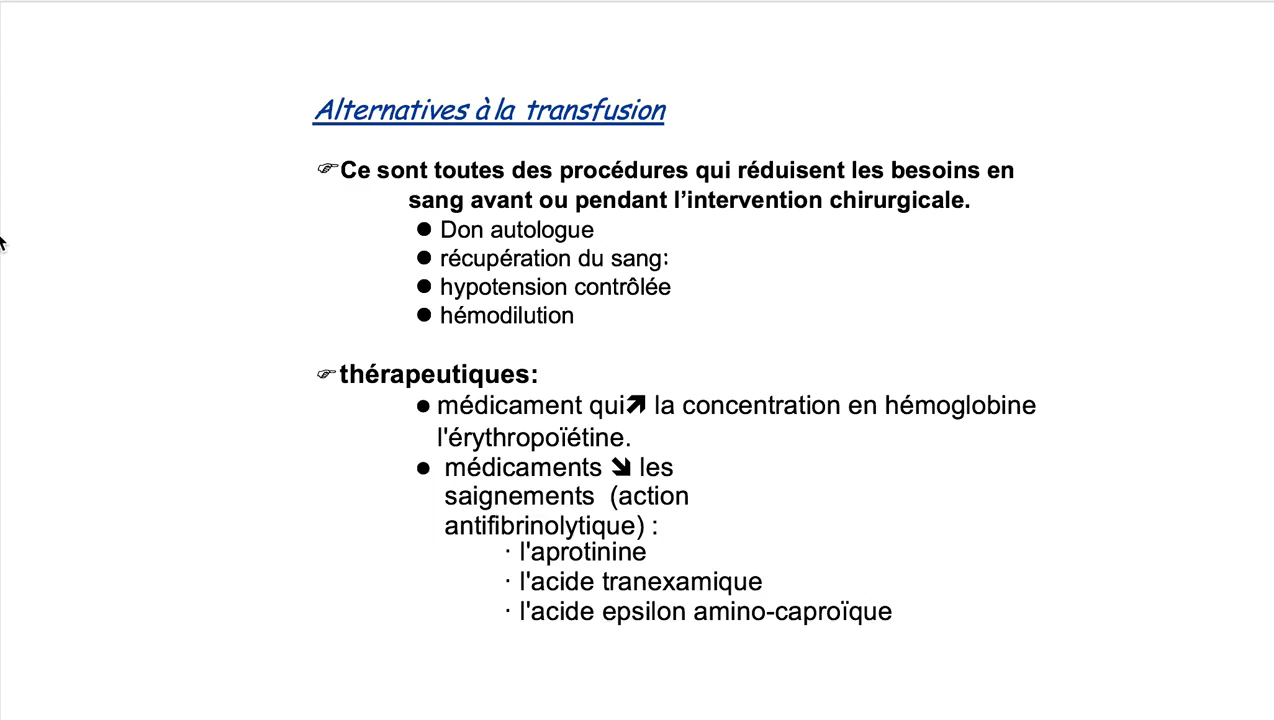 Alternatives à la transfusion
☞Ce sont toutes des procédures qui réduisent les besoins en
sang avant ou pendant l’intervention chirurgicale.
● Don autologue
● récupération du sang:
● hypotension contrôlée
● hémodilution
☞thérapeutiques:
● médicament qui🡽 la concentration en hémoglobine
l'érythropoïétine.
● médicaments 🡾 les
saignements (action
antifibrinolytique) :
· l'aprotinine
· l'acide tranexamique
· l'acide epsilon amino-caproïque